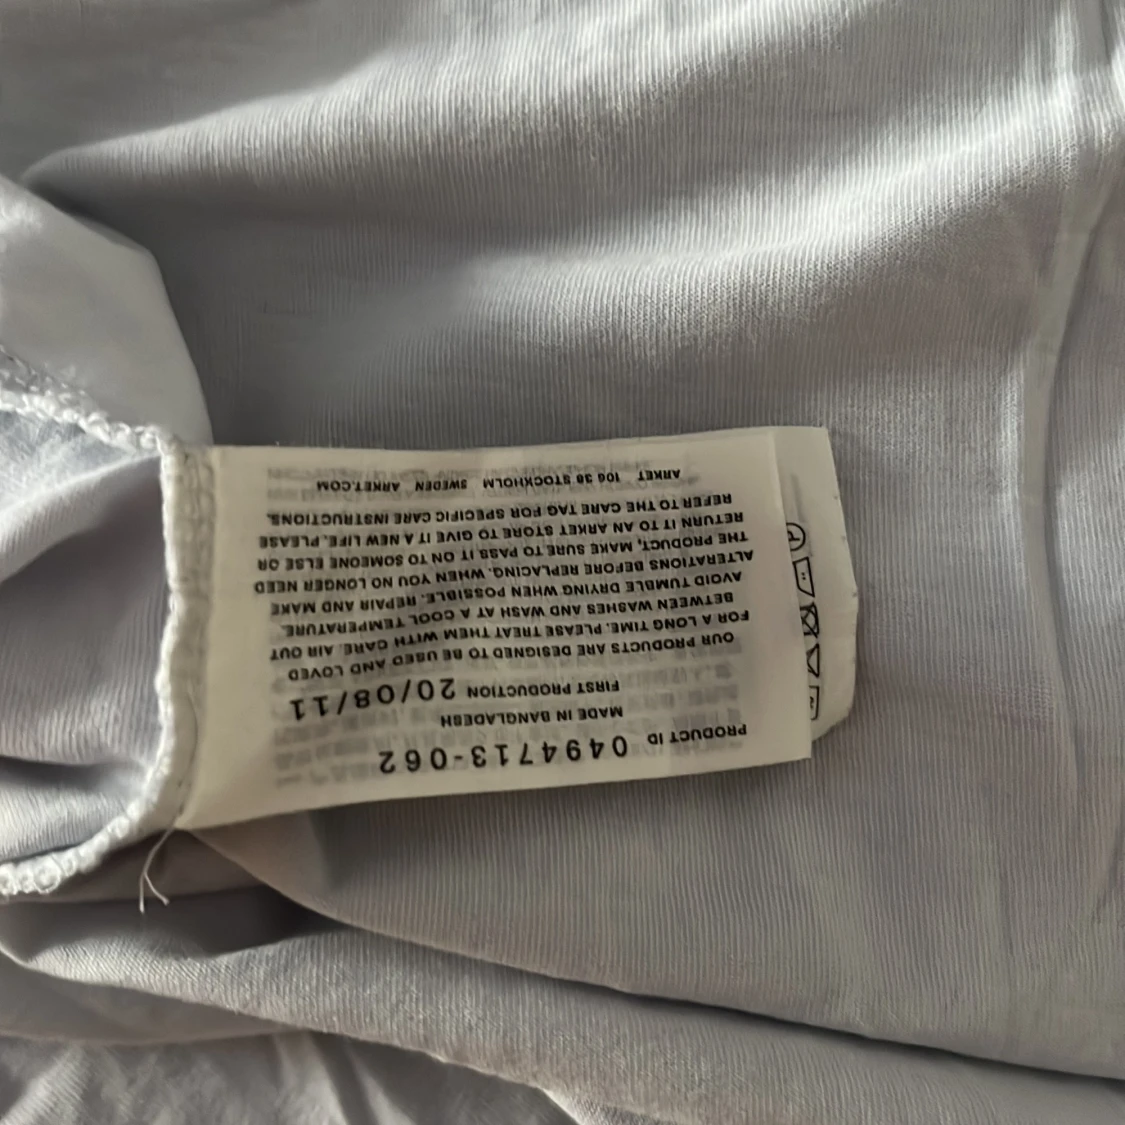 PRODUCT ID 0494713-062
MADE IN BANGLADESH
FIRST PRODUCTION 20/08/11
OUR PRODUCTS ARE DESIGNED TO BE USED AND LOVED
FOR A LONG TIME. PLEASE TREAT THEM WITH CARE. AIR OUT
BETWEEN WASHES AND WASH AT A COOL TEMPERATURE.
AVOID TUMBLE DRYING WHEN POSSIBLE. REPAIR AND MAKE
ALTERATIONS BEFORE REPLACING. WHEN YOU NO LONGER NEED
THE PRODUCT, MAKE SURE TO PASS IT ON TO SOMEONE ELSE OR
RETURN IT TO AN ARKET STORE TO GIVE IT A NEW LIFE. PLEASE
REFER TO THE CARE TAG FOR SPECIFIC CARE INSTRUCTIONS.
ARKET 106 38 STOCKHOLM SWEDEN ARKET.COM